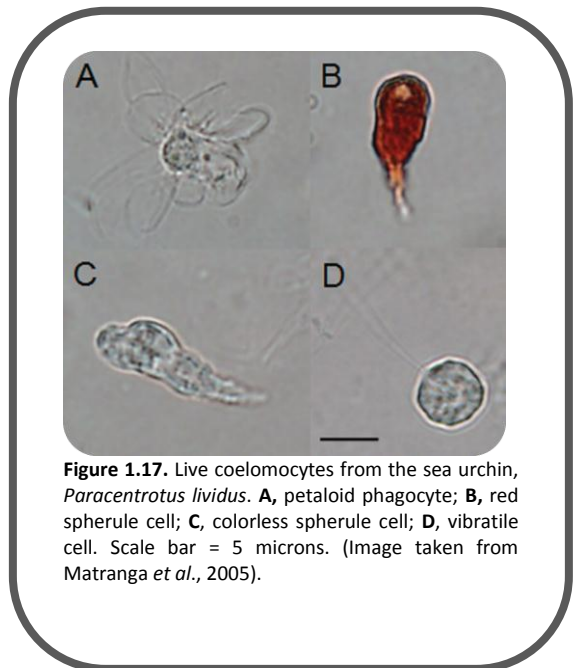 A
B
C
D
Figure 1.17. Live coelomocytes from the sea urchin,
Paracentrotus lividus. A, petaloid phagocyte; B, red
spherule cell; C, colorless spherule cell; D, vibratile
cell. Scale bar = 5 microns. (Image taken from
Matranga et al., 2005).